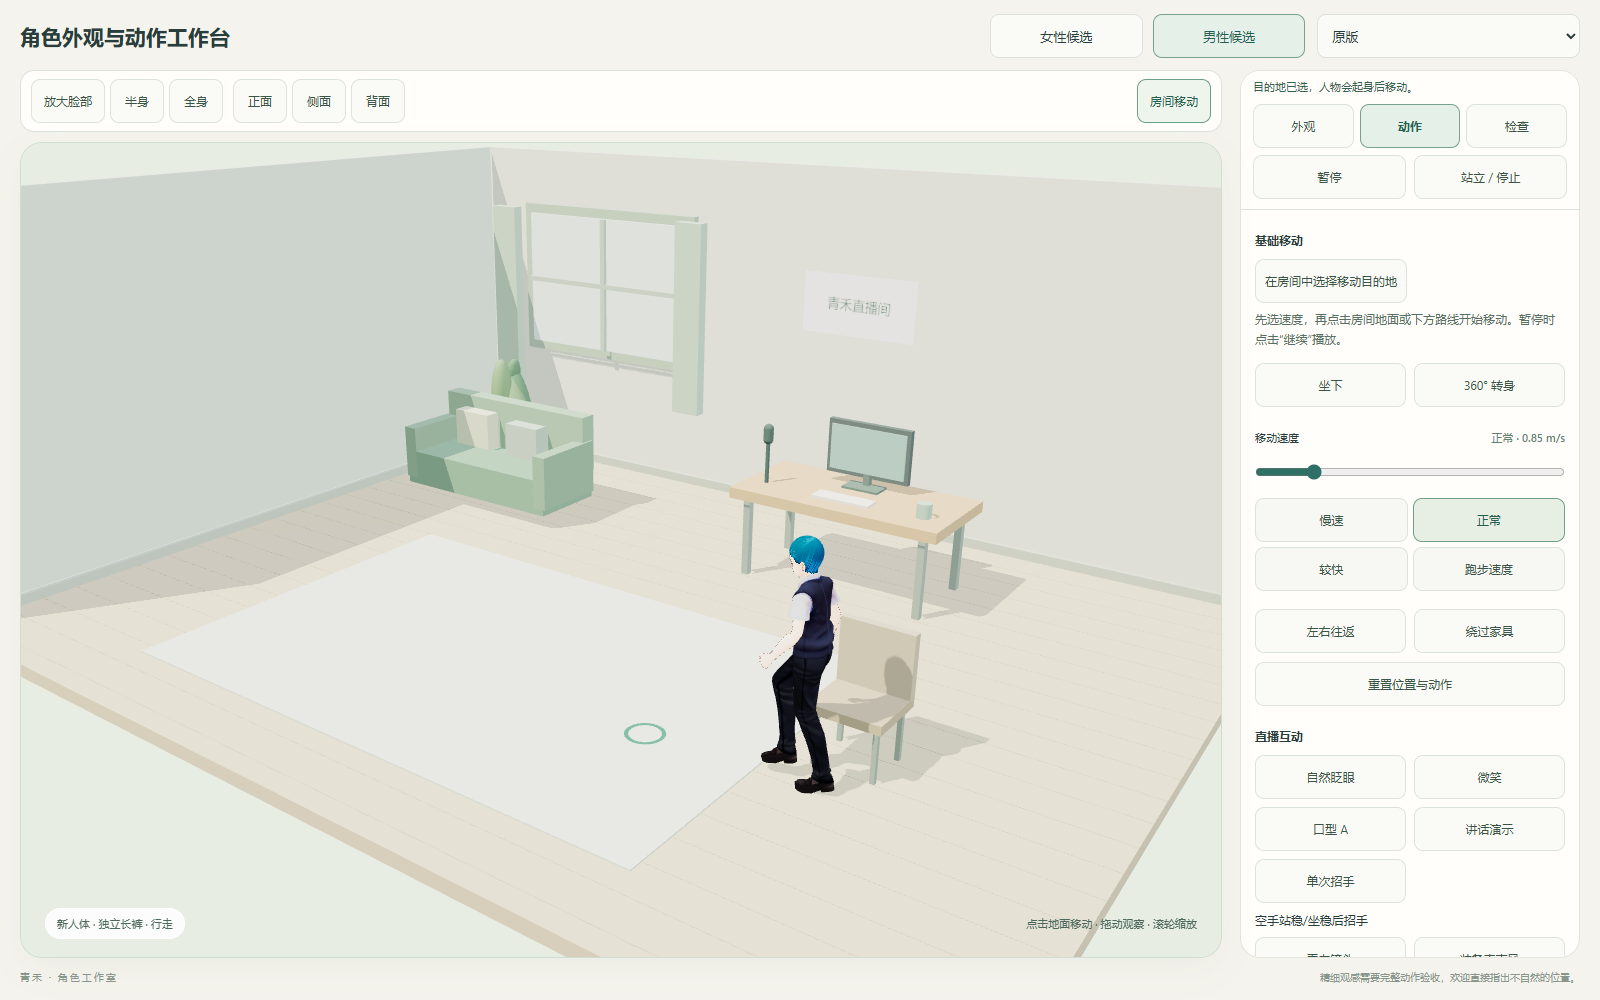 角色外观与动作工作台
女性候选
男性候选
原版
放大脸部
半身
全身
正面
侧面
背面
房间移动
青禾直播间
新人体 · 独立长裤 · 行走
点击地面移动 · 拖动观察 · 滚轮缩放
目的地已选，人物会起身后移动。
外观
动作
检查
暂停
站立 / 停止
基础移动
在房间中选择移动目的地
先选速度，再点击房间地面或下方路线开始移动。暂停时
点击“继续”播放。
坐下
360° 转身
移动速度
正常 · 0.85 m/s
慢速
正常
较快
跑步速度
左右往返
绕过家具
重置位置与动作
直播互动
自然眨眼
微笑
口型 A
讲话演示
单次招手
空手站稳/坐稳后招手
青禾 · 角色工作室
精细观感需要完整动作验收，欢迎直接指出不自然的位置。